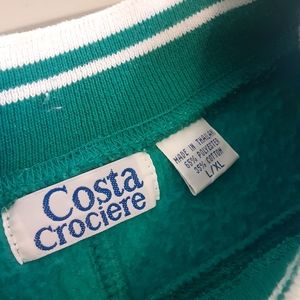 Costa
Crociere
MADE IN THAILAND
65% POLYESTER
35% COTTON
L/XL